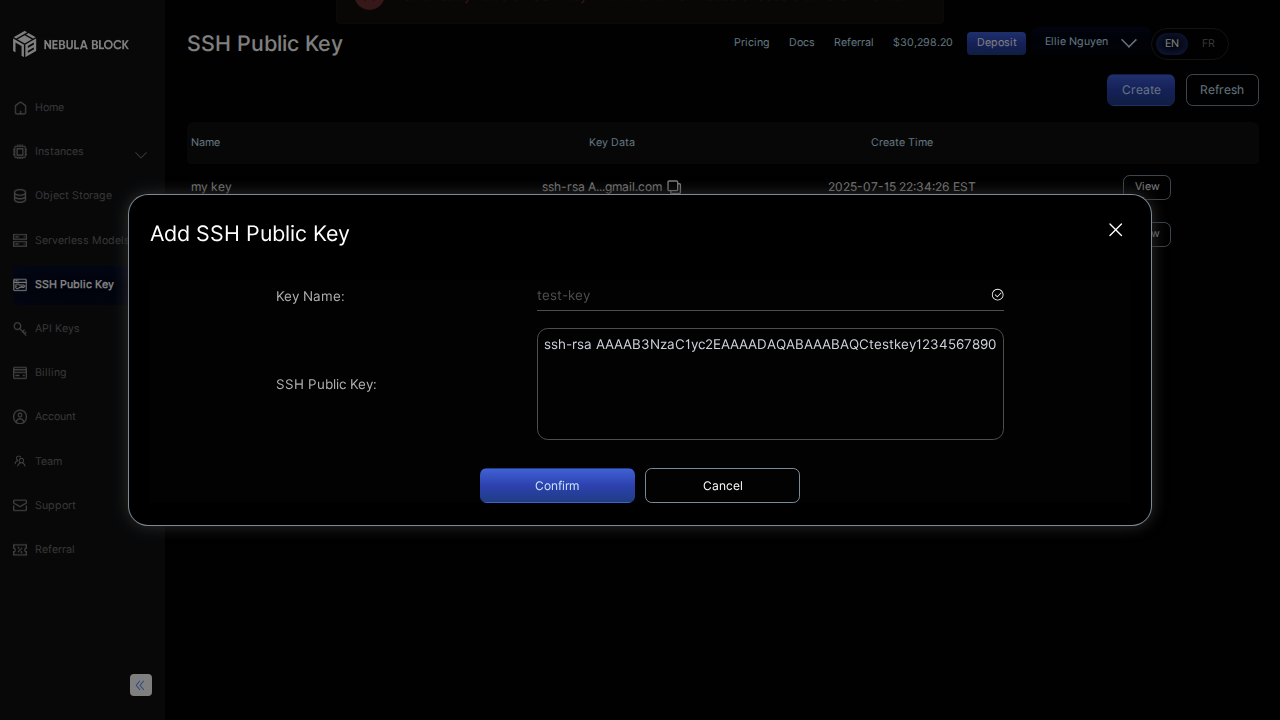 NEBULA BLOCK
SSH Public Key
Pricing
Docs
Referral
$30,298.20
Deposit
Ellie Nguyen
EN
FR
Create
Refresh
Home
Instances
Object Storage
Serverless Models
SSH Public Key
API Keys
Billing
Account
Team
Support
Referral
Name
Key Data
Create Time
my key
ssh-rsa A...gmail.com
2025-07-15 22:34:26 EST
View
Add SSH Public Key
Key Name:
test-key
SSH Public Key:
ssh-rsa AAAAB3NzaC1yc2EAAAADAQABAAABAQCtestkey1234567890
Confirm
Cancel